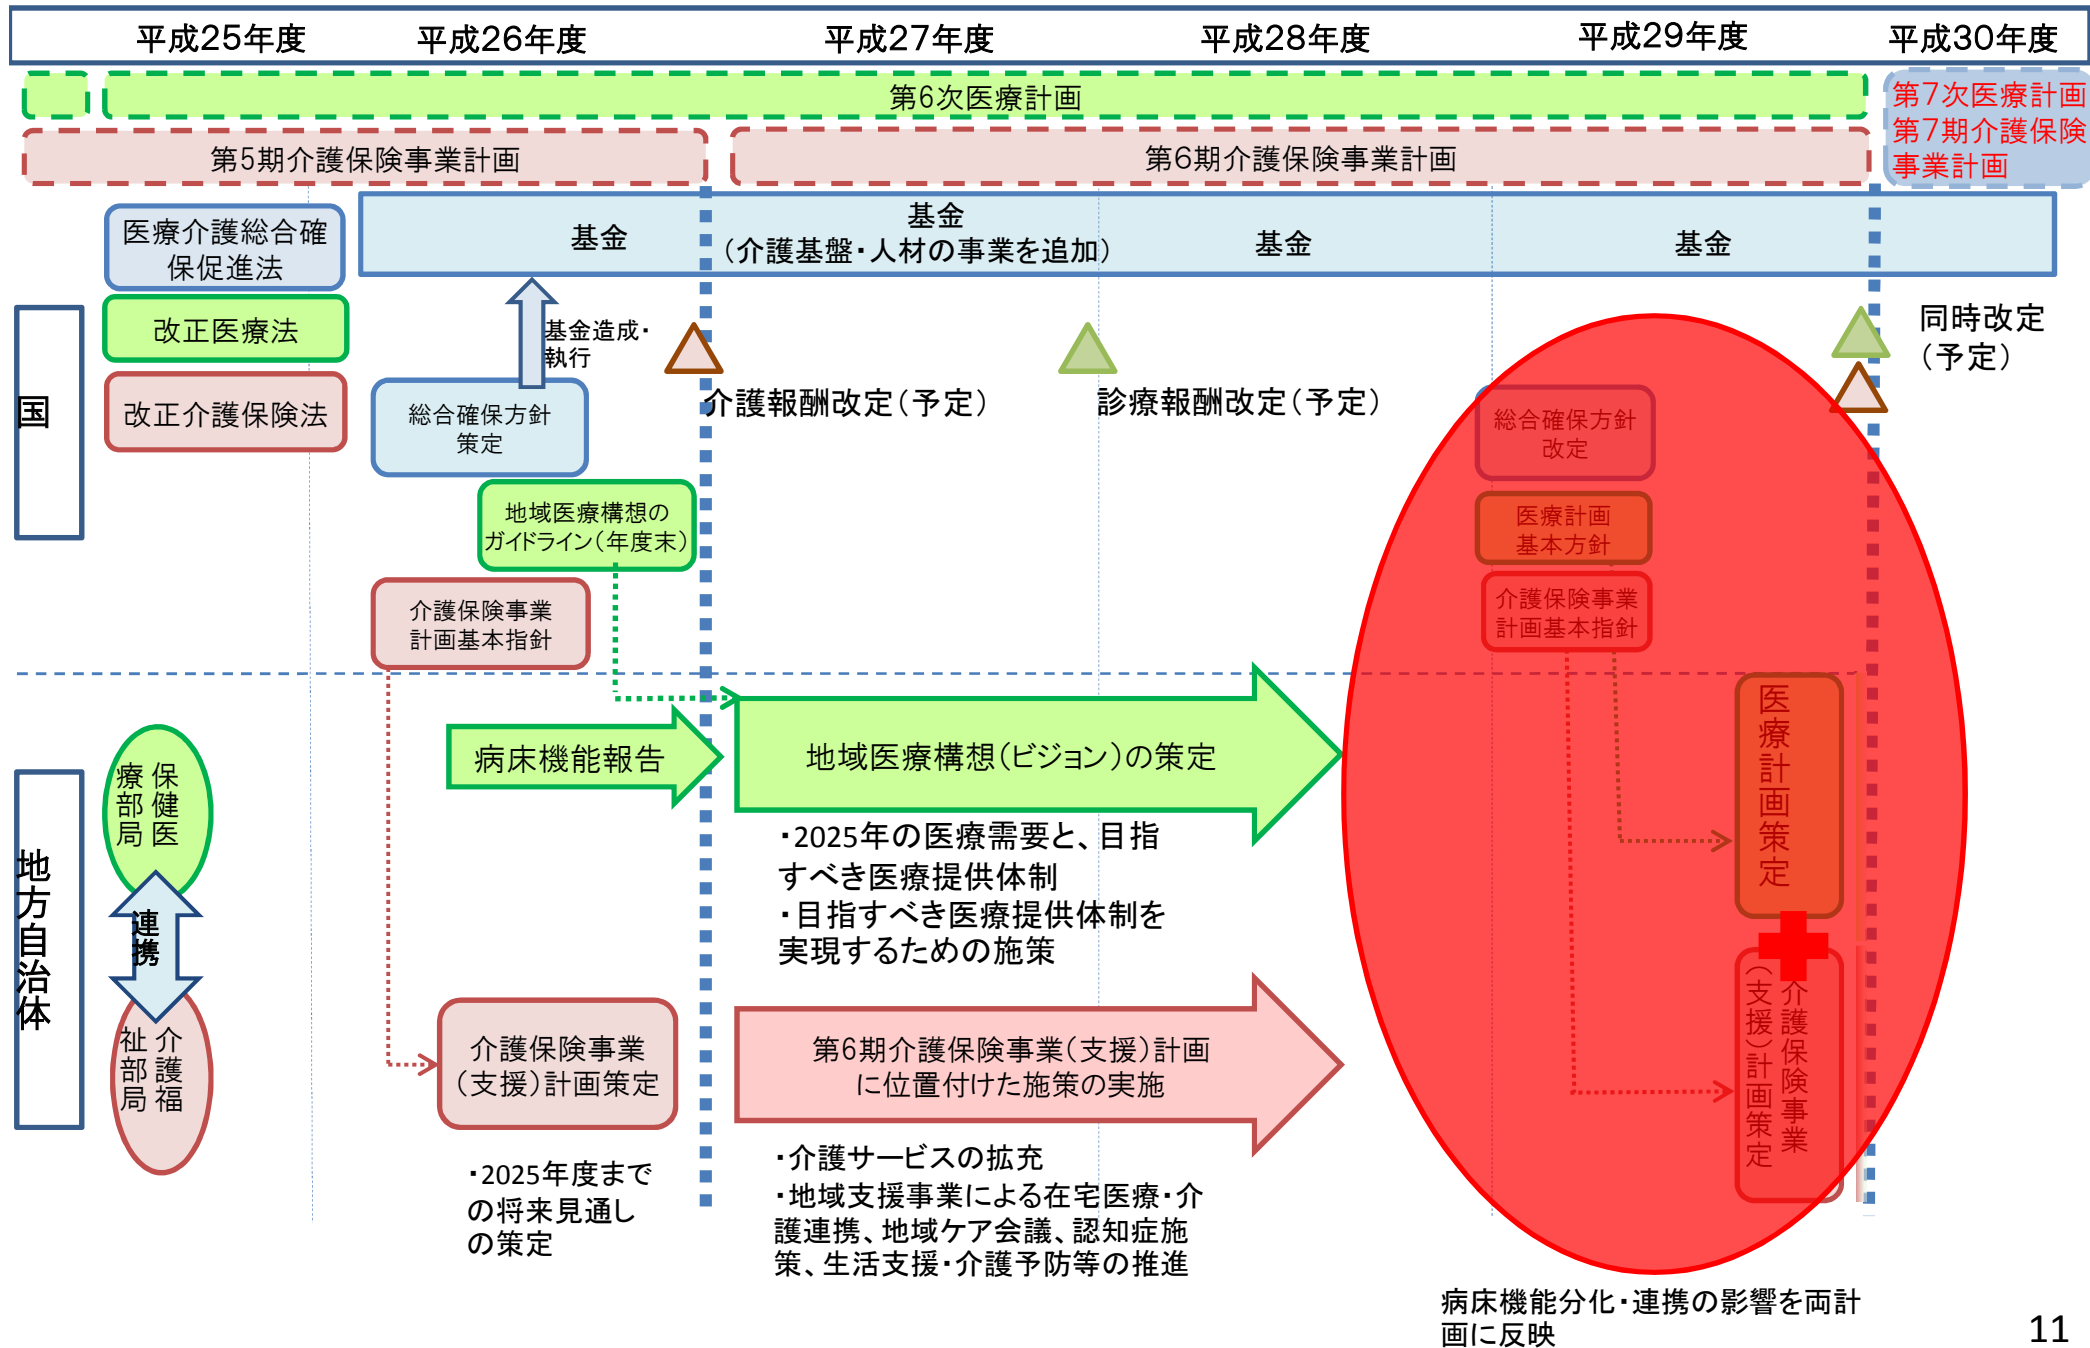 平成25年度
平成26年度
平成27年度
平成28年度
平成29年度
平成30年度
第6次医療計画
第7次医療計画
第7期介護保険
事業計画
第5期介護保険事業計画
第6期介護保険事業計画
医療介護総合確
保促進法
基金
基金
（介護基盤・人材の事業を追加）
基金
基金
国
改正医療法
改正介護保険法
基金造成・
執行
総合確保方針
策定
介護報酬改定（予定）
診療報酬改定（予定）
同時改定
（予定）
総合確保方針
改定
地域医療構想の
ガイドライン（年度末）
医療計画
基本方針
介護保険事業
計画基本指針
介護保険事業
計画基本指針
地方自治体
保健医
療部局
連携
介護福
祉部局
病床機能報告
地域医療構想（ビジョン）の策定
・2025年の医療需要と、目指
すべき医療提供体制
・目指すべき医療提供体制を
実現するための施策
医療計画策定
介護保険事業
（支援）計画策定
第6期介護保険事業（支援）計画
に位置付けた施策の実施
介護保険事業
（支援）計画策定
・2025年度まで
の将来見通し
の策定
・介護サービスの拡充
・地域支援事業による在宅医療・介
護連携、地域ケア会議、認知症施
策、生活支援・介護予防等の推進
病床機能分化・連携の影響を両計
画に反映
11